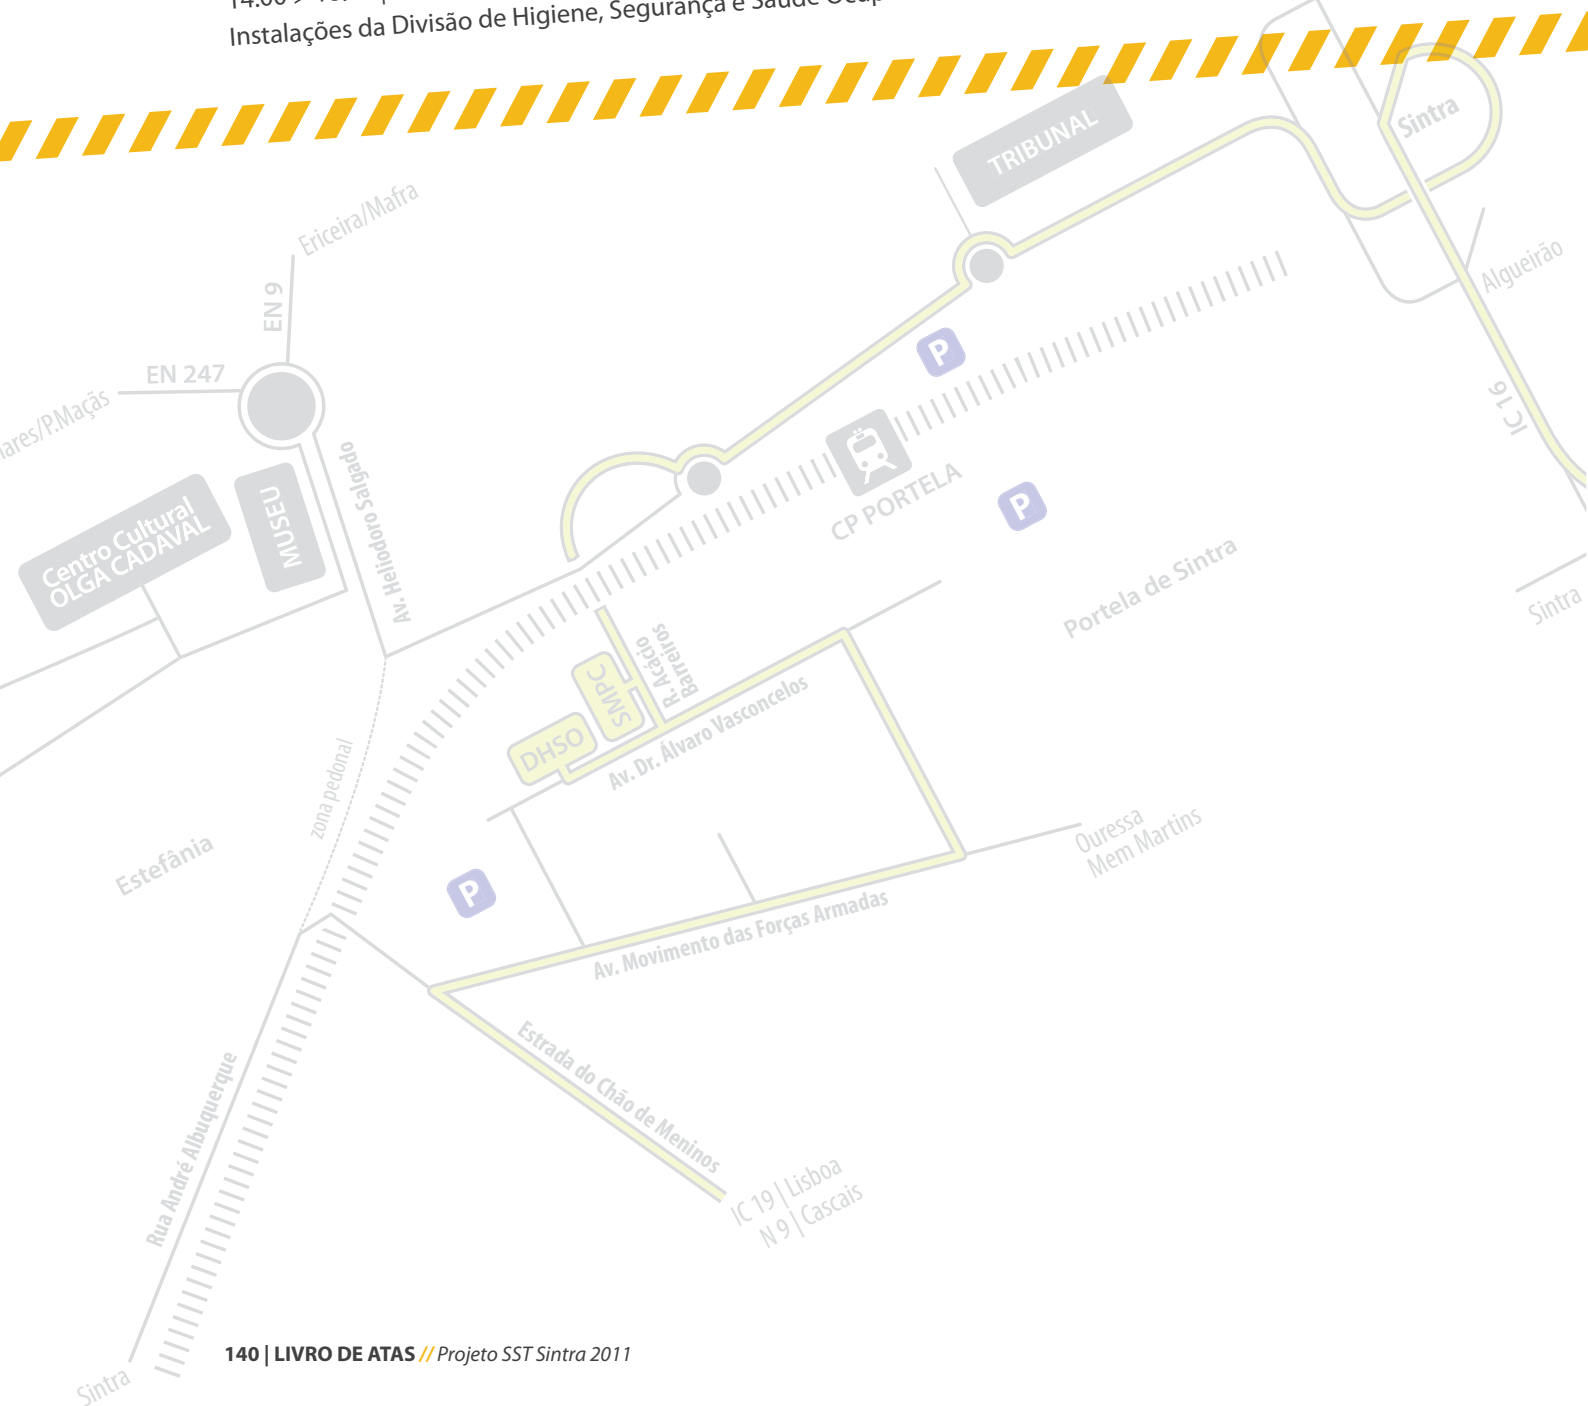 Instalações da Divisão de Higiene, Segurança e Saúde
TRIBUNAL
Sintra
Ericeira/Mafra
EN 9
Algueirão
EN 247
P
IC 16
Av. Heliodoro Salgado
CP PORTELA
P
Centro Cultural
OLGA CADAVAL
MUSEU
Portela de Sintra
Sintra
R. Acácio
Barreiros
SMPC
DHSO
Av. Dr. Álvaro Vasconcelos
zona pedonal
Estefânia
Ouressa
Mem Martins
P
Av. Movimento das Forças Armadas
Estrada do Chão de Meninos
Rua André Albuquerque
IC 19 | Lisboa
N 9 | Cascais
Sintra
140 | LIVRO DE ATAS // Projeto SST Sintra 2011